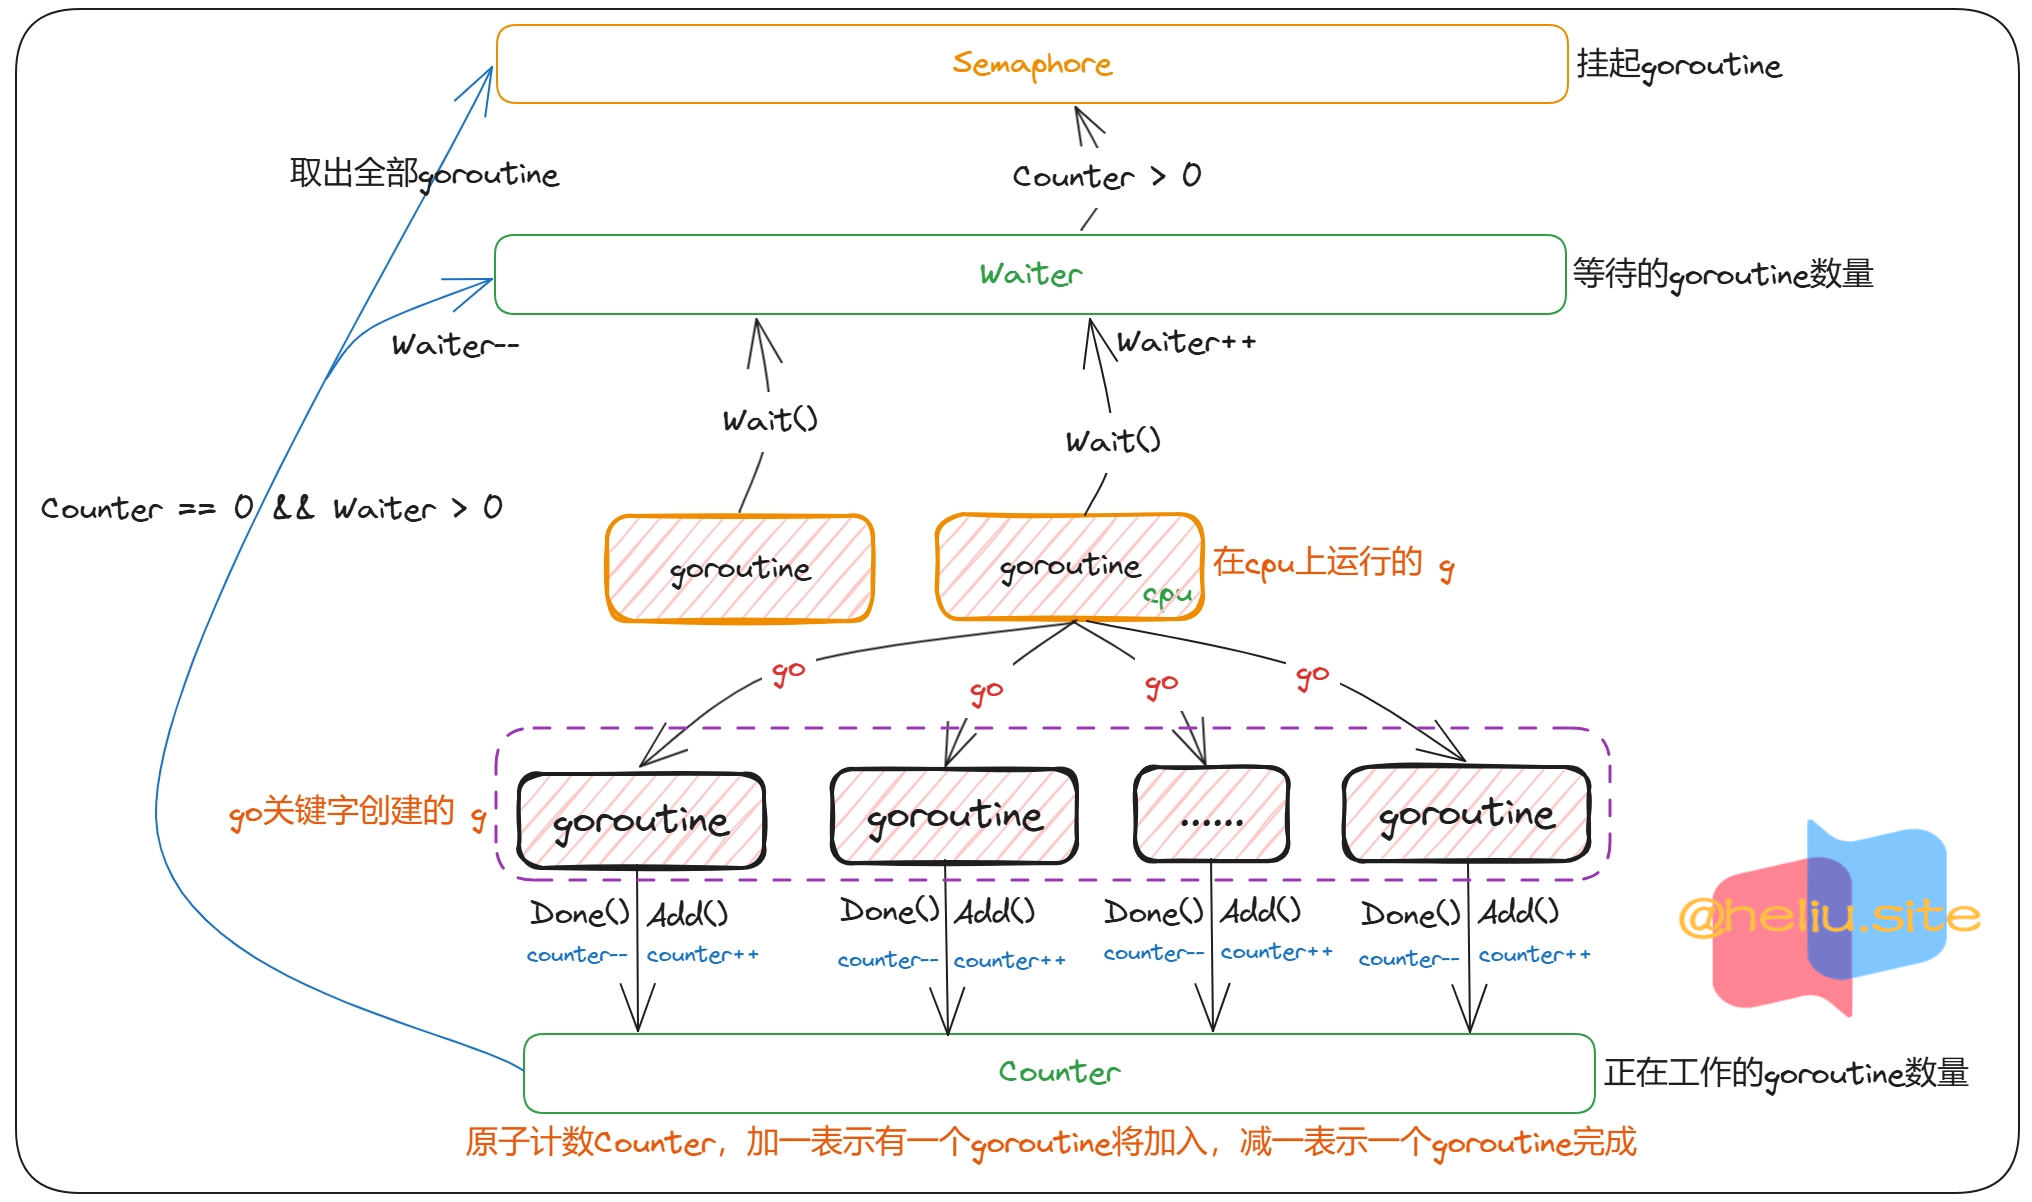 Semaphore
挂起goroutine
取出全部goroutine
Counter > 0
Waiter
等待的goroutine数量
Waiter--
Waiter++
Wait()
Wait()
Counter == 0 && Waiter > 0
goroutine
goroutine
cpu
在cpu上运行的 g
go
go
go
go
go关键字创建的 g
goroutine
goroutine
......
goroutine
Done() Add()
Done() Add()
Done() Add()
Done() Add()
counter-- counter++
counter-- counter++
counter-- counter++
counter-- counter++
@heliu.site
Counter
正在工作的goroutine数量
原子计数Counter，加一表示有一个goroutine将加入，减一表示一个goroutine完成